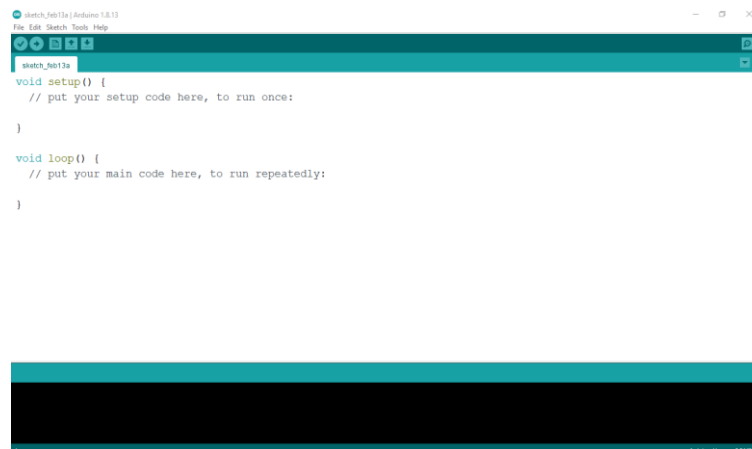 sketch_feb13a | Arduino 1.8.13
File Edit Sketch Tools Help
sketch_feb13a
void setup() {
  // put your setup code here, to run once:
}
void loop() {
  // put your main code here, to run repeatedly:
}